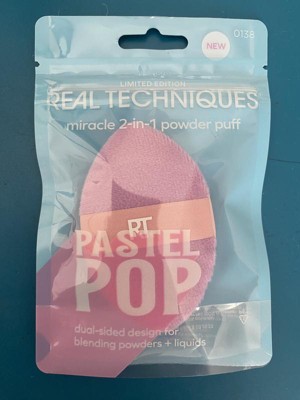 0138
NEW
LIMITED EDITION
REAL TECHNIQUES®
miracle 2-in-1 powder puff
RT
PASTEL
POP
dual-sided design for
blending powders + liquids